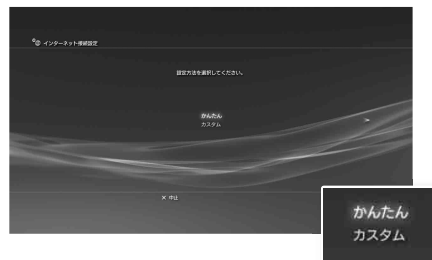 インターネット接続設定
設定方法を選択してください。
かんたん
カスタム
× 中止
かんたん
カスタム